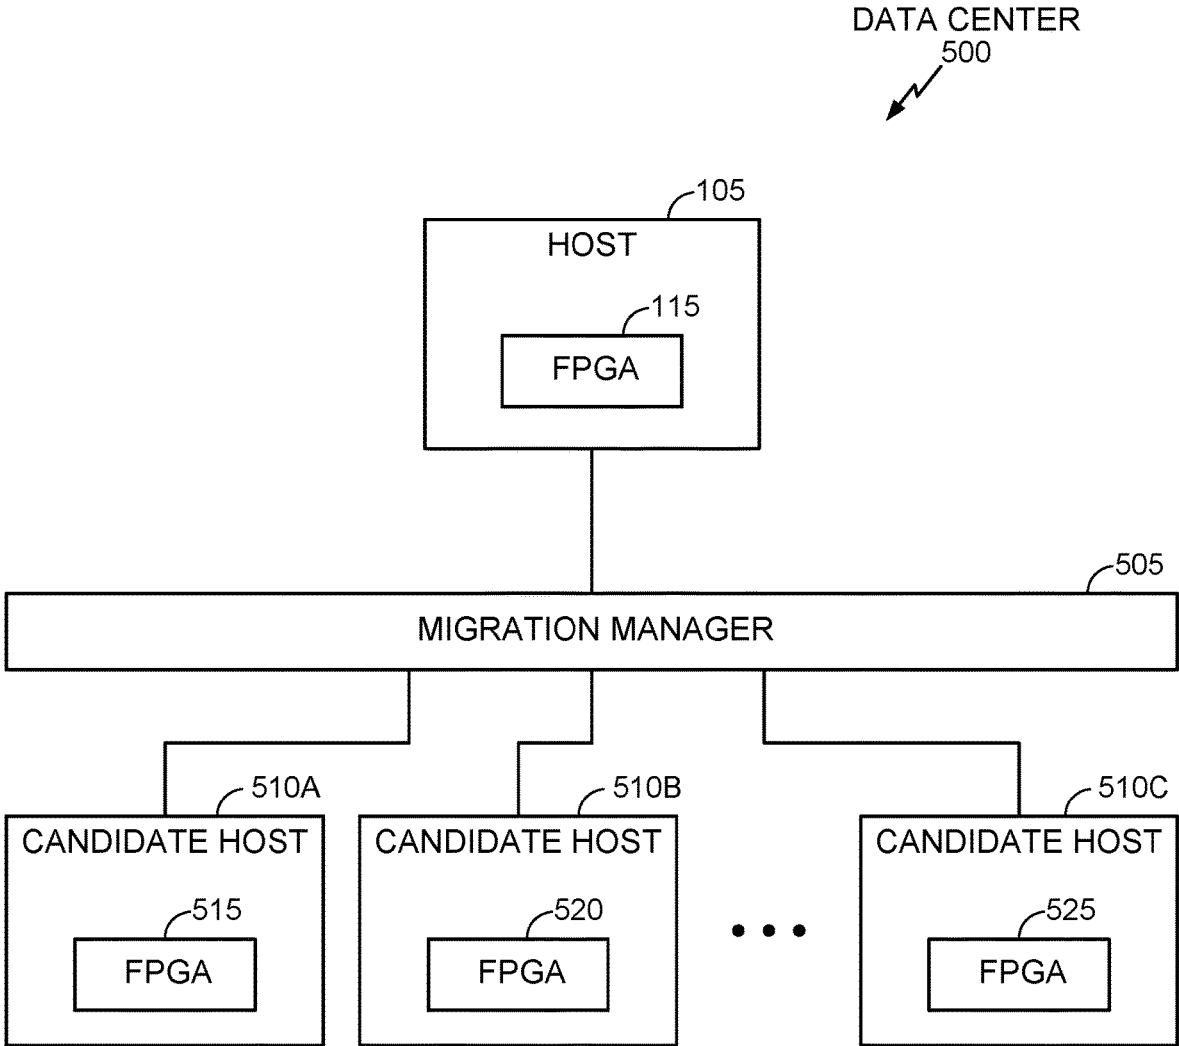 DATA CENTER
500
105
HOST
115
FPGA
505
MIGRATION MANAGER
510A
510B
510C
CANDIDATE HOST
CANDIDATE HOST
CANDIDATE HOST
515
520
525
FPGA
FPGA
FPGA